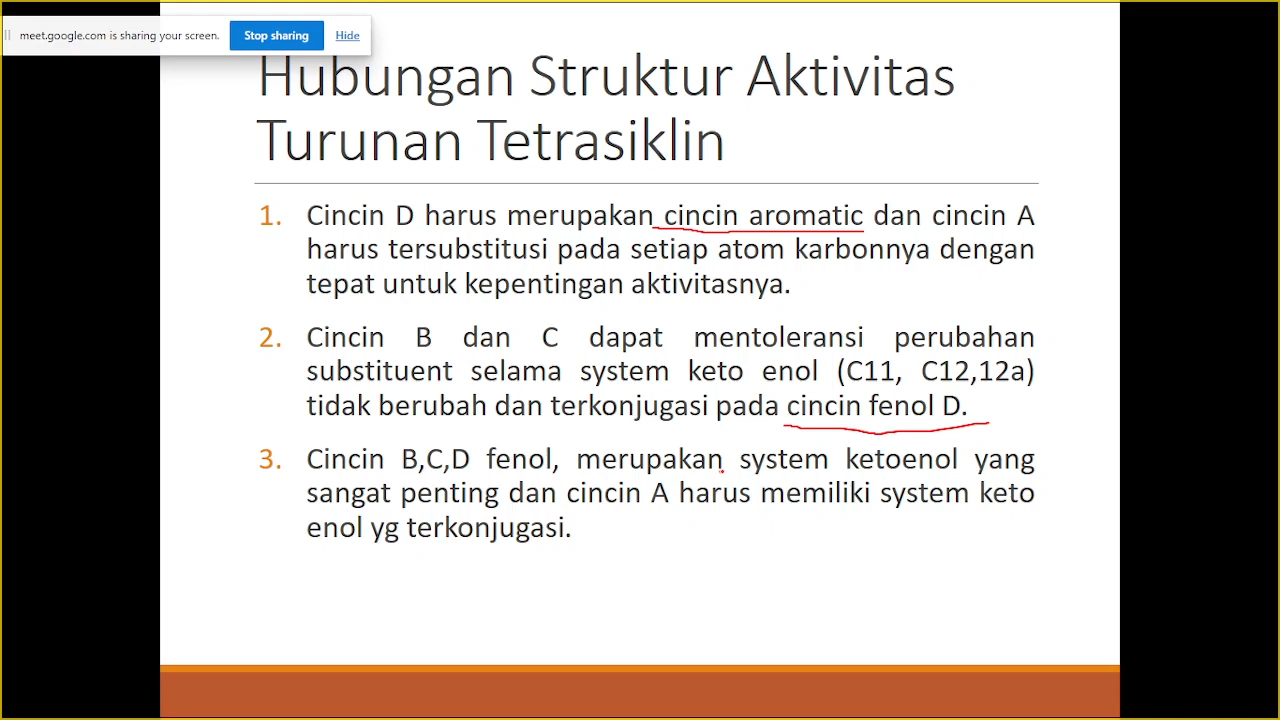 meet.google.com is sharing your screen. Stop sharing Hide
Hubungan Struktur Aktivitas
Turunan Tetrasiklin
1. Cincin D harus merupakan cincin aromatic dan cincin A
harus tersubstitusi pada setiap atom karbonnya dengan
tepat untuk kepentingan aktivitasnya.
2. Cincin B dan C dapat mentoleransi perubahan
substituent selama system keto enol (C11, C12,12a)
tidak berubah dan terkonjugasi pada cincin fenol D.
3. Cincin B,C,D fenol, merupakan system ketoenol yang
sangat penting dan cincin A harus memiliki system keto
enol yg terkonjugasi.